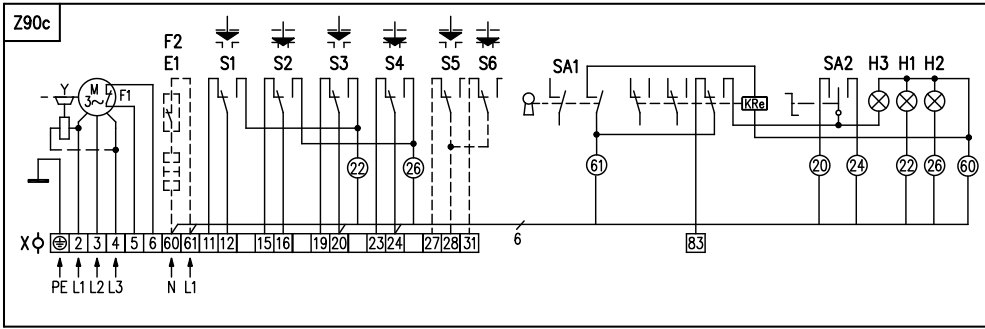 Z90c
F2
E1 S1 S2 S3 S4 S5 S6 SA1 SA2 H3 H1 H2
Y M 3~ F1
KRe
22 26 61 20 24 22 26 60
X 2 3 4 5 6 60 61 11 12 15 16 19 20 23 24 27 28 31 6 83
PE L1 L2 L3 N L1